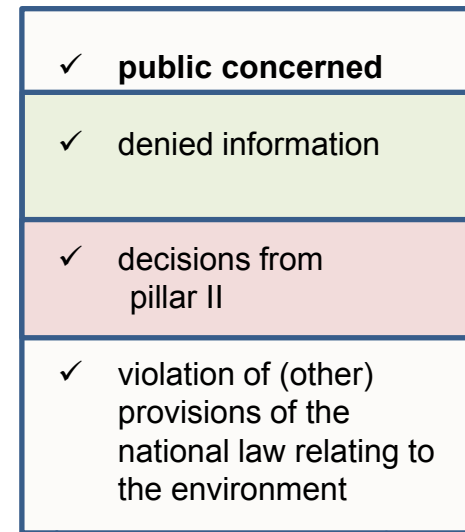 ✓ public concerned
✓ denied information
✓ decisions from
pillar II
✓ violation of (other)
provisions of the
national law relating to
the environment